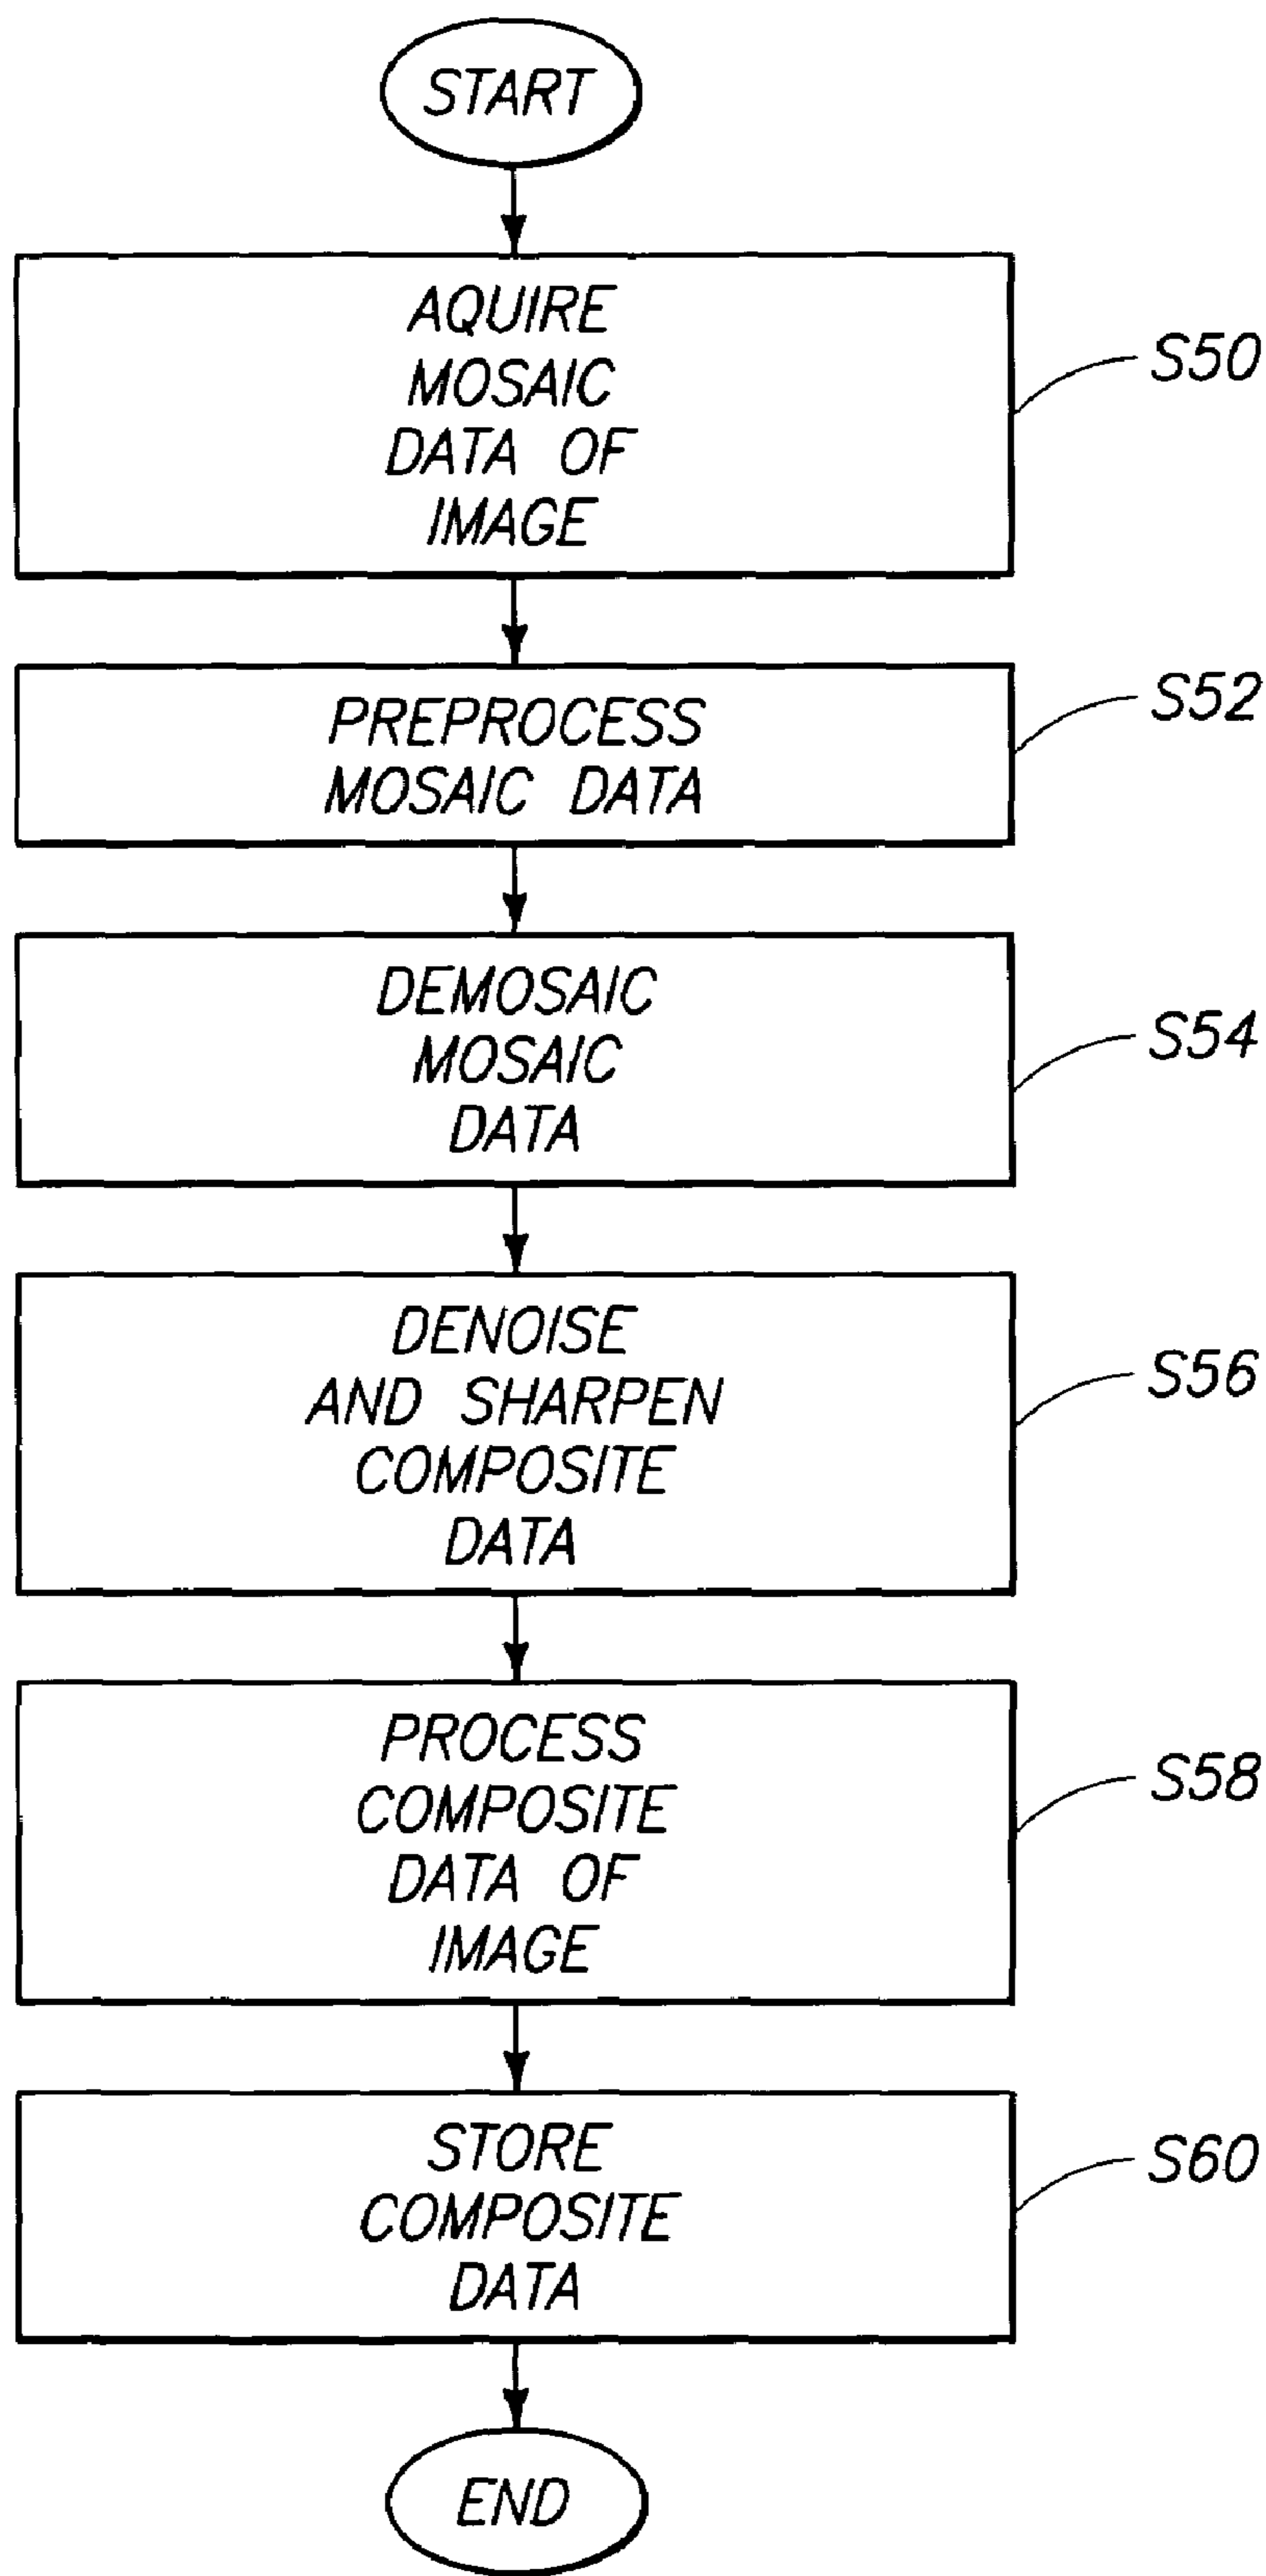 START
AQUIRE
MOSAIC
DATA OF
IMAGE
S50
PREPROCESS
MOSAIC DATA
S52
DEMOSAIC
MOSAIC
DATA
S54
DENOISE
AND SHARPEN
COMPOSITE
DATA
S56
PROCESS
COMPOSITE
DATA OF
IMAGE
S58
STORE
COMPOSITE
DATA
S60
END